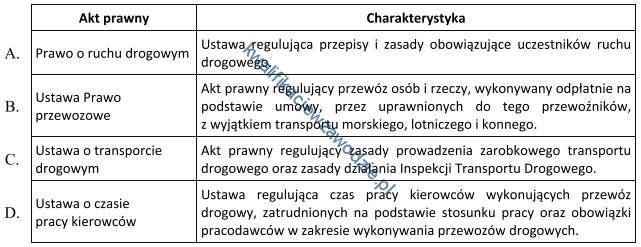 Akt prawny Charakterystyka
A. Prawo o ruchu drogowym Ustawa regulująca przepisy i zasady obowiązujące uczestników ruchu
drogowego.
B. Ustawa Prawo
przewozowe
Akt prawny regulujący przewóz osób i rzeczy, wykonywany odpłatnie na
podstawie umowy, przez uprawnionych do tego przewoźników,
z wyjątkiem transportu morskiego, lotniczego i konnego.
C. Ustawa o transporcie
drogowym
Akt prawny regulujący zasady prowadzenia zarobkowego transportu
drogowego oraz zasady działania Inspekcji Transportu Drogowego.
D. Ustawa o czasie
pracy kierowców
Ustawa regulująca czas pracy kierowców wykonujących przewóz
drogowy, zatrudnionych na podstawie stosunku pracy oraz obowiązki
pracodawców w zakresie wykonywania przewozów drogowych.
kwalifikacjewzawodzie.pl